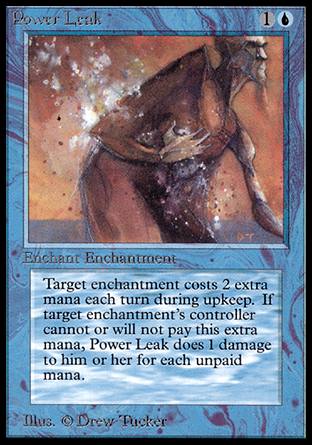 Power Leak 1
D.T.
Enchant Enchantment
Target enchantment costs 2 extra
mana each turn during upkeep. If
target enchantment's controller
cannot or will not pay this extra
mana, Power Leak does 1 damage
to him or her for each unpaid
mana.
Illus. © Drew Tucker